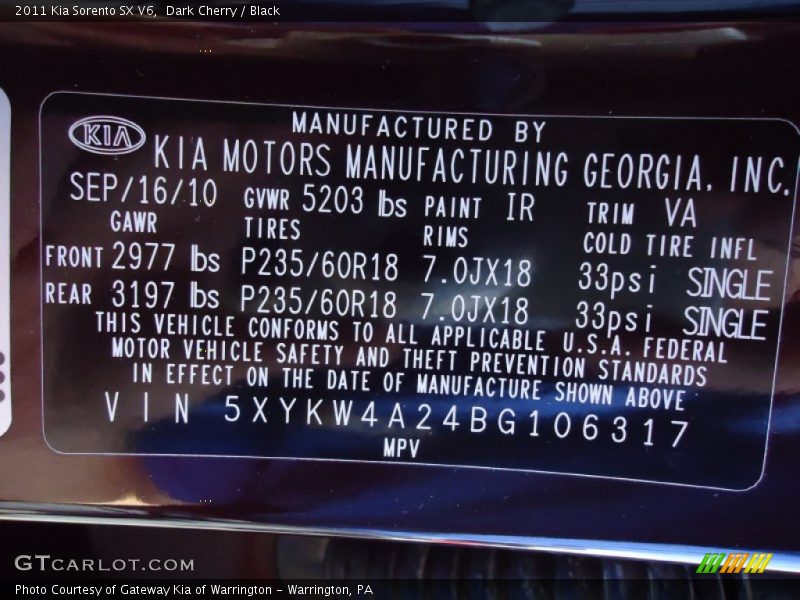 2011 Kia Sorento SX V6,  Dark Cherry / Black
KIA
MANUFACTURED BY
KIA MOTORS MANUFACTURING GEORGIA, INC.
SEP/16/10 GVWR 5203 lbs PAINT IR TRIM VA
GAWR TIRES RIMS COLD TIRE INFL
FRONT 2977 lbs P235/60R18 7.0JX18 33psi SINGLE
REAR 3197 lbs P235/60R18 7.0JX18 33psi SINGLE
THIS VEHICLE CONFORMS TO ALL APPLICABLE U.S.A. FEDERAL
MOTOR VEHICLE SAFETY AND THEFT PREVENTION STANDARDS
IN EFFECT ON THE DATE OF MANUFACTURE SHOWN ABOVE
VIN 5XYKW4A24BG106317
MPV
GTCARLOT.COM
Photo Courtesy of Gateway Kia of Warrington - Warrington, PA